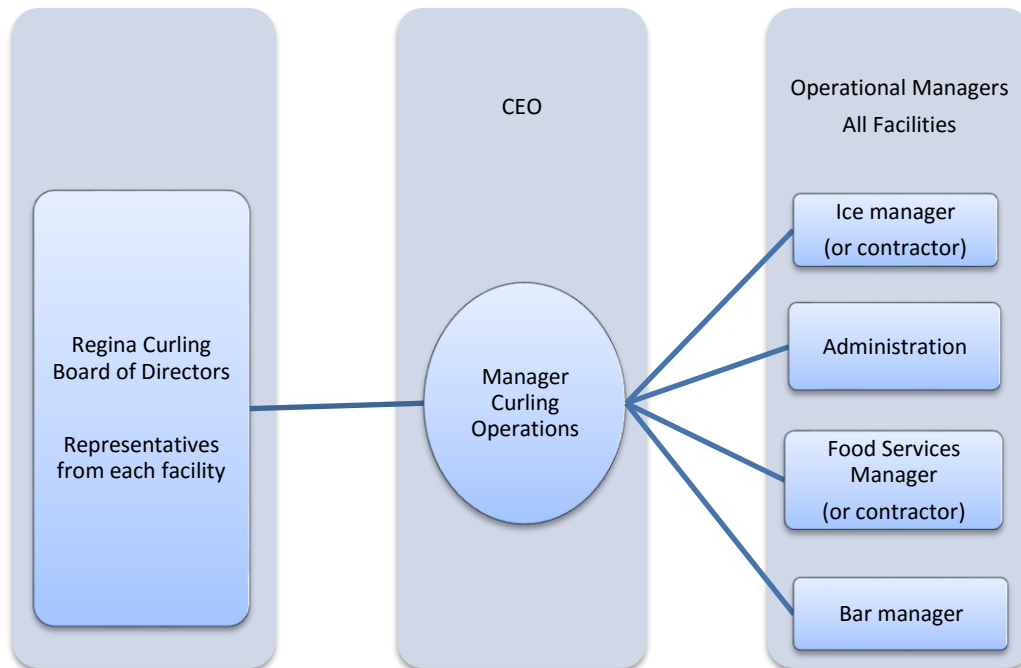 Regina Curling
Board of Directors
Representatives
from each facility
CEO
Manager
Curling
Operations
Operational Managers
All Facilities
Ice manager
(or contractor)
Administration
Food Services
Manager
(or contractor)
Bar manager